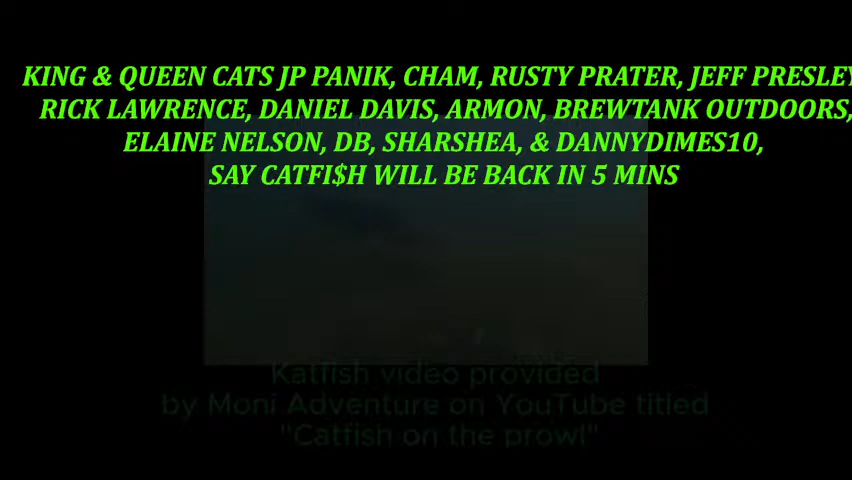 KING & QUEEN CATS JP PANIK, CHAM, RUSTY PRATER, JEFF PRESLEY
RICK LAWRENCE, DANIEL DAVIS, ARMON, BREWTANK OUTDOORS,
ELAINE NELSON, DB, SHARSHEA, & DANNYDIMES10,
SAY CATFI$H WILL BE BACK IN 5 MINS
Katfish video provided
by Moni Adventure on YouTube titled
"Catfish on the prowl"